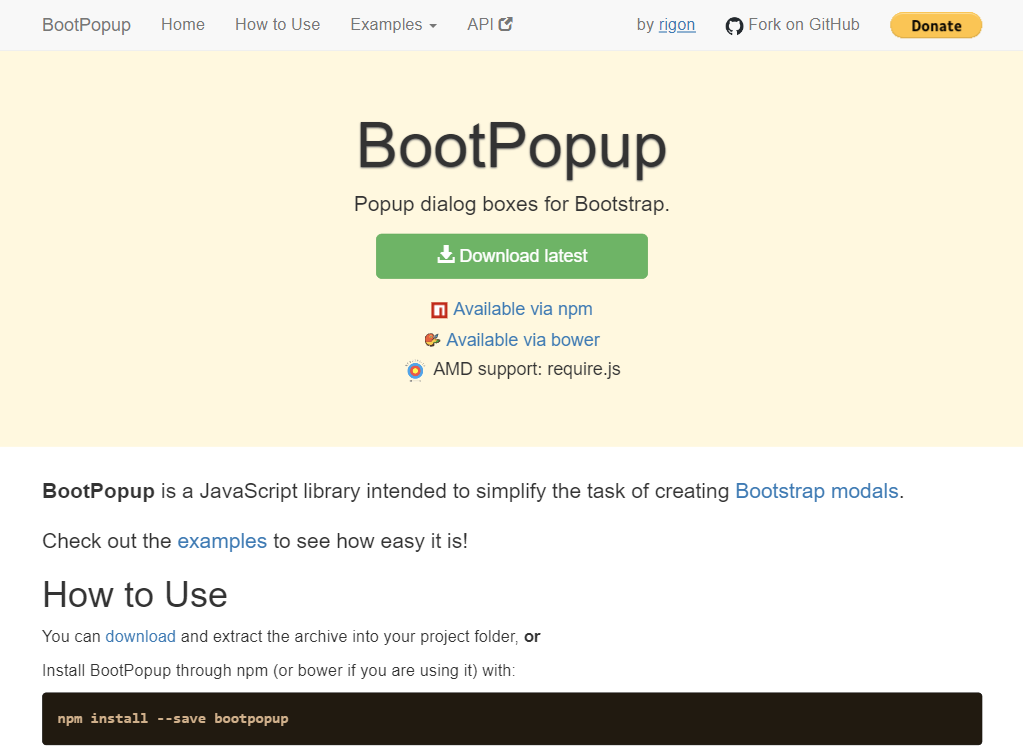 BootPopup Home How to Use Examples API by rigon Fork on GitHub Donate
BootPopup
Popup dialog boxes for Bootstrap.
Download latest
Available via npm
Available via bower
AMD support: require.js
BootPopup is a JavaScript library intended to simplify the task of creating Bootstrap modals.
Check out the examples to see how easy it is!
How to Use
You can download and extract the archive into your project folder, or
Install BootPopup through npm (or bower if you are using it) with:
npm install --save bootpopup